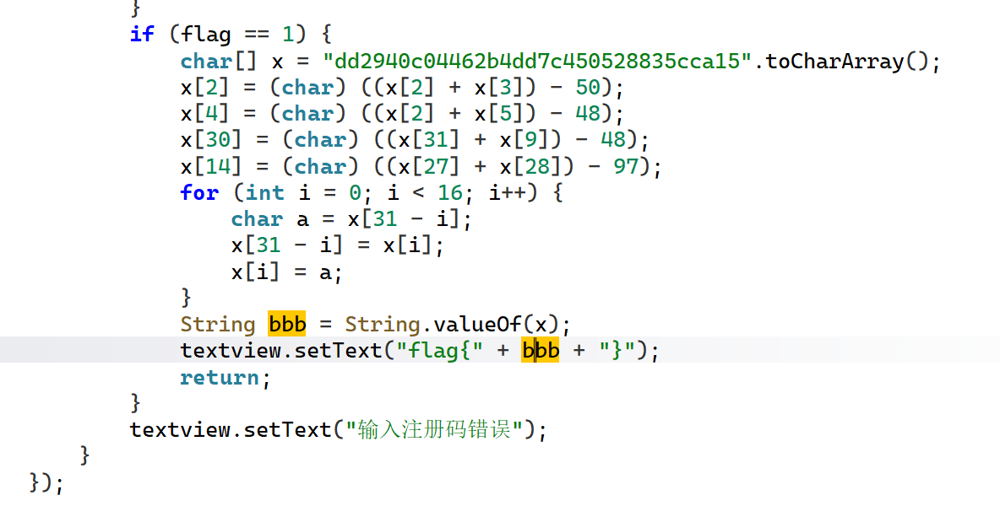 }
if (flag == 1) {
char[] x = "dd2940c04462b4dd7c450528835cca15".toCharArray();
x[2] = (char) ((x[2] + x[3]) - 50);
x[4] = (char) ((x[2] + x[5]) - 48);
x[30] = (char) ((x[31] + x[9]) - 48);
x[14] = (char) ((x[27] + x[28]) - 97);
for (int i = 0; i < 16; i++) {
char a = x[31 - i];
x[31 - i] = x[i];
x[i] = a;
}
String bbb = String.valueOf(x);
textview.setText("flag{" + bbb + "}");
return;
}
textview.setText("输入注册码错误");
}
});